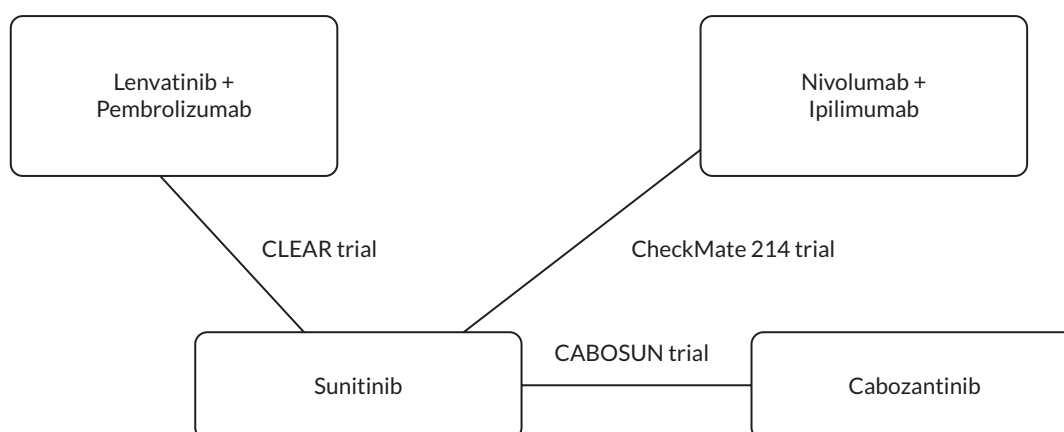 Lenvatinib +
Pembrolizumab
Nivolumab +
Ipilimumab
CLEAR trial
CheckMate 214 trial
CABOSUN trial
Sunitinib
Cabozantinib